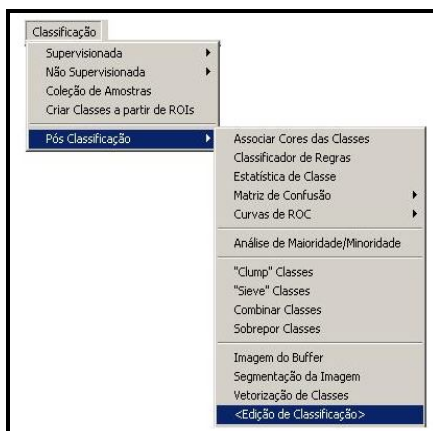 Classificação
Supervisionada
Não Supervisionada
Coleção de Amostras
Criar Classes a partir de ROIs
Pós Classificação
Associar Cores das Classes
Classificador de Regras
Estatística de Classe
Matriz de Confusão
Curvas de ROC
Análise de Maioridade/Minoridade
"Clump" Classes
"Sieve" Classes
Combinar Classes
Sobrepor Classes
Imagem do Buffer
Segmentação da Imagem
Vetorização de Classes
<Edição de Classificação>